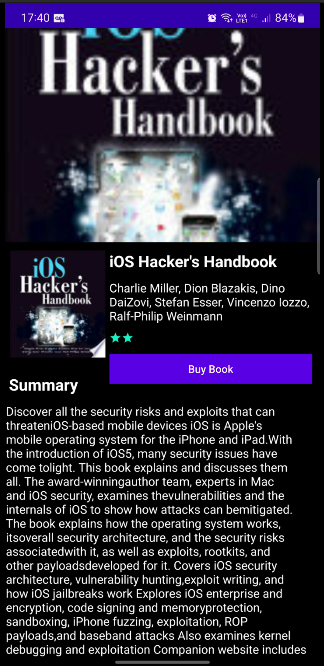 17:40
84%
iOS
Hacker's
Handbook
iOS
Hacker's
Handbook
iOS Hacker's Handbook
Charlie Miller, Dion Blazakis, Dino
DaiZovi, Stefan Esser, Vincenzo Iozzo,
Ralf-Philip Weinmann
Buy Book
Summary
Discover all the security risks and exploits that can
threateniOS-based mobile devices iOS is Apple's
mobile operating system for the iPhone and iPad.With
the introduction of iOS5, many security issues have
come tolight. This book explains and discusses them
all. The award-winningauthor team, experts in Mac
and iOS security, examines thevulnerabilities and the
internals of iOS to show how attacks can bemitigated.
The book explains how the operating system works,
itsoverall security architecture, and the security risks
associatedwith it, as well as exploits, rootkits, and
other payloadsdeveloped for it. Covers iOS security
architecture, vulnerability hunting,exploit writing, and
how iOS jailbreaks work Explores iOS enterprise and
encryption, code signing and memoryprotection,
sandboxing, iPhone fuzzing, exploitation, ROP
payloads,and baseband attacks Also examines kernel
debugging and exploitation Companion website includes